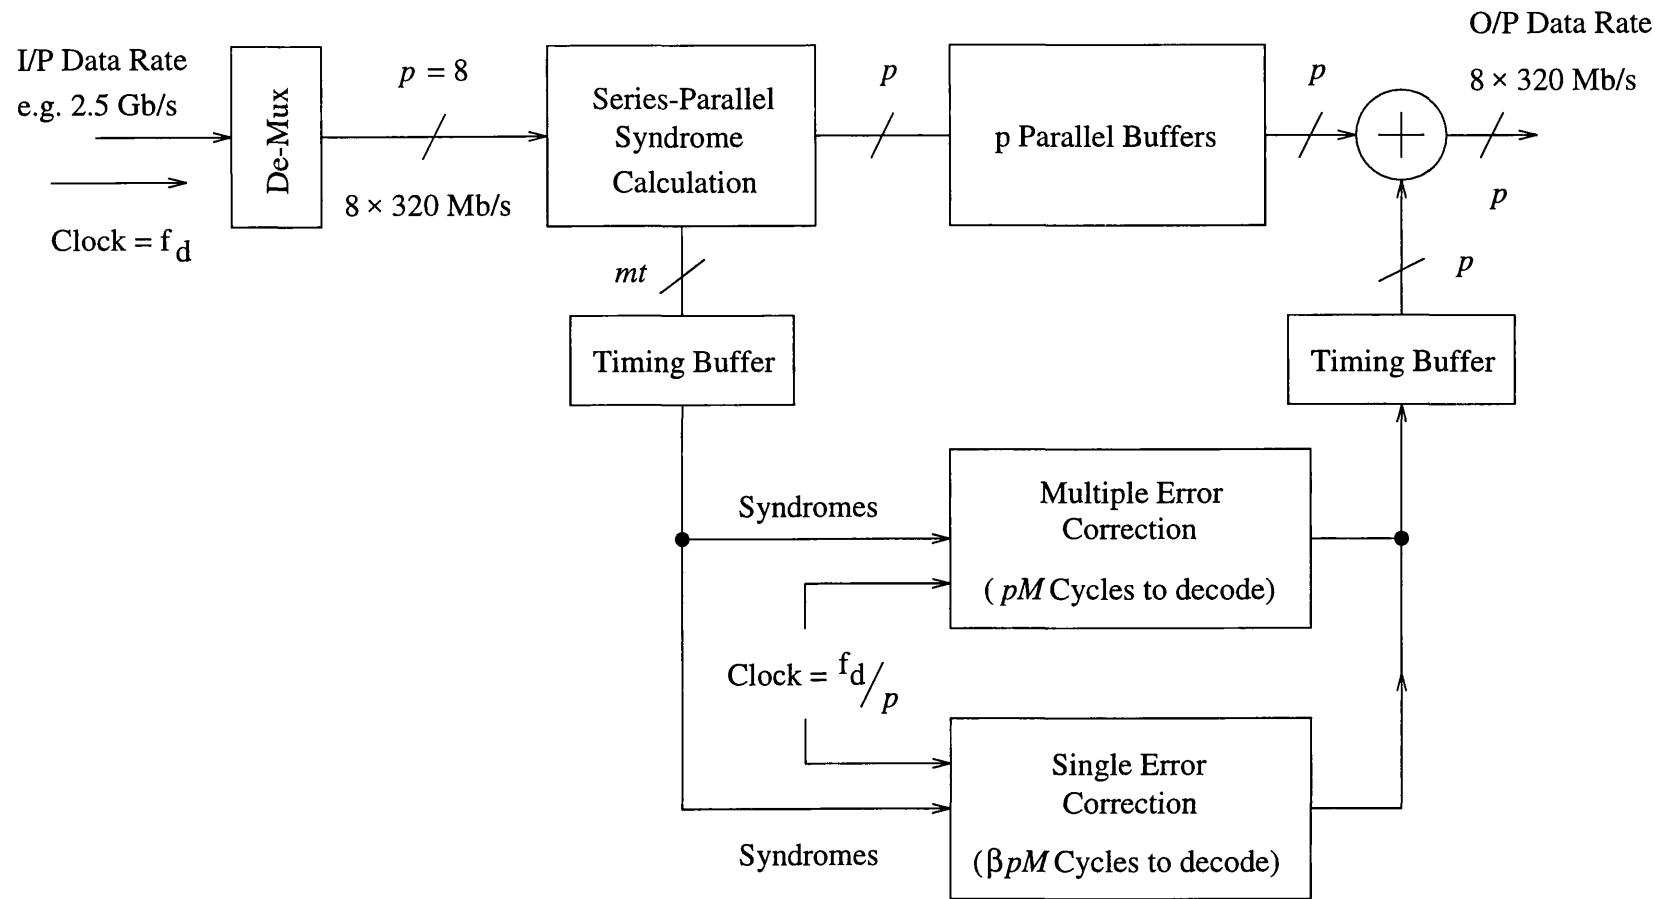 I/P Data Rate
e.g. 2.5 Gb/s
Clock = fd
De-Mux
p = 8
8 × 320 Mb/s
Series-Parallel
Syndrome
Calculation
p
p Parallel Buffers
p
O/P Data Rate
8 × 320 Mb/s
p
mt
p
Timing Buffer
Timing Buffer
Syndromes
Multiple Error
Correction
( pM Cycles to decode)
Clock = fd/p
Single Error
Correction
(βpM Cycles to decode)
Syndromes